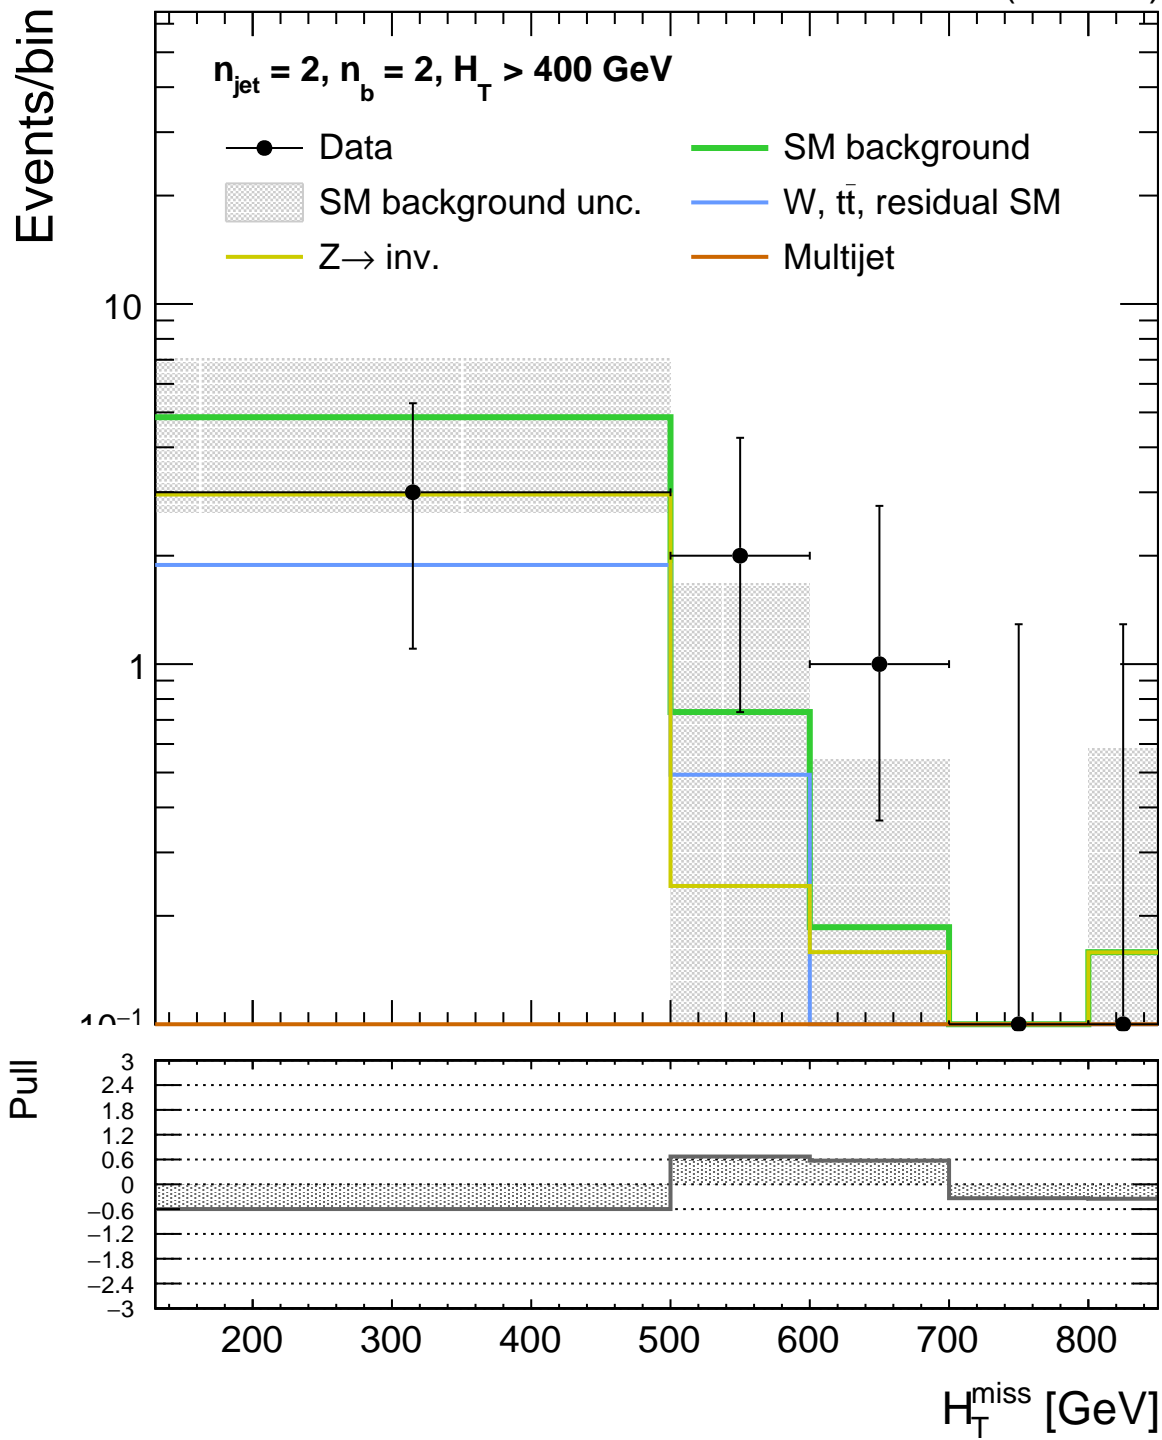 Events/bin
n_jet = 2, n_b = 2, H_T > 400 GeV
Data
SM background
SM background unc.
W, tt̄, residual SM
Z→ inv.
Multijet
10
1
10⁻¹
Pull
3
2.4
1.8
1.2
0.6
0
−0.6
−1.2
−1.8
−2.4
−3
200 300 400 500 600 700 800
H_T^miss [GeV]